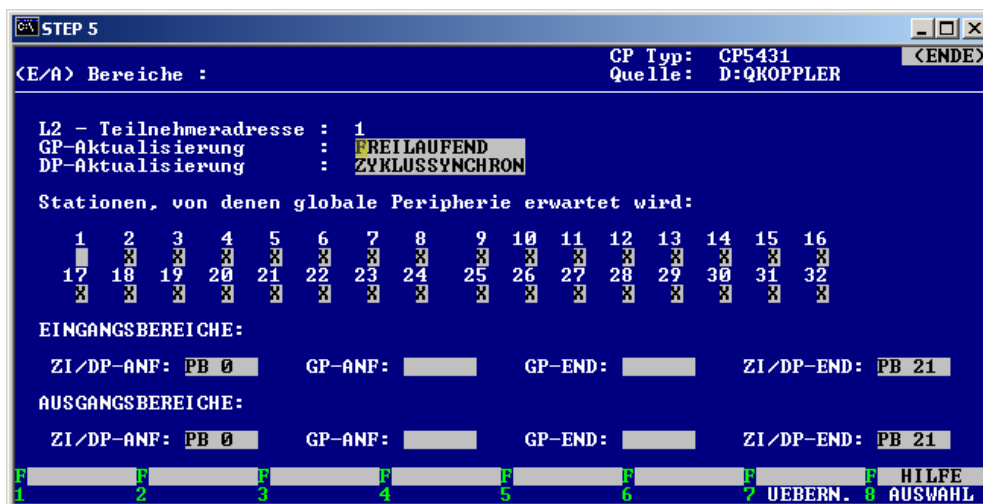 STEP 5
CP Typ: CP5431 <ENDE>
<E/A> Bereiche : Quelle: D:QKOPPLER
L2 - Teilnehmeradresse : 1
GP-Aktualisierung : FREILAUFEND
DP-Aktualisierung : ZYKLUSSYNCHRON
Stationen, von denen globale Peripherie erwartet wird:
1 2 3 4 5 6 7 8 9 10 11 12 13 14 15 16
X X X X X X X X X X X X X X X
17 18 19 20 21 22 23 24 25 26 27 28 29 30 31 32
X X X X X X X X X X X X X X X X
EINGANGSBEREICHE:
ZI/DP-ANF: PB 0 GP-ANF: GP-END: ZI/DP-END: PB 21
AUSGANGSBEREICHE:
ZI/DP-ANF: PB 0 GP-ANF: GP-END: ZI/DP-END: PB 21
F F F F F F F F HILFE
1 2 3 4 5 6 7 UEBERN. 8 AUSWAHL